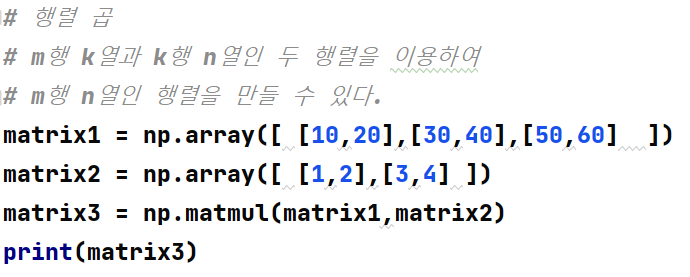 # 행렬 곱
# m행 k열과 k행 n열인 두 행렬을 이용하여
# m행 n열인 행렬을 만들 수 있다.
matrix1 = np.array([ [10,20],[30,40],[50,60]  ])
matrix2 = np.array([ [1,2],[3,4] ])
matrix3 = np.matmul(matrix1,matrix2)
print(matrix3)